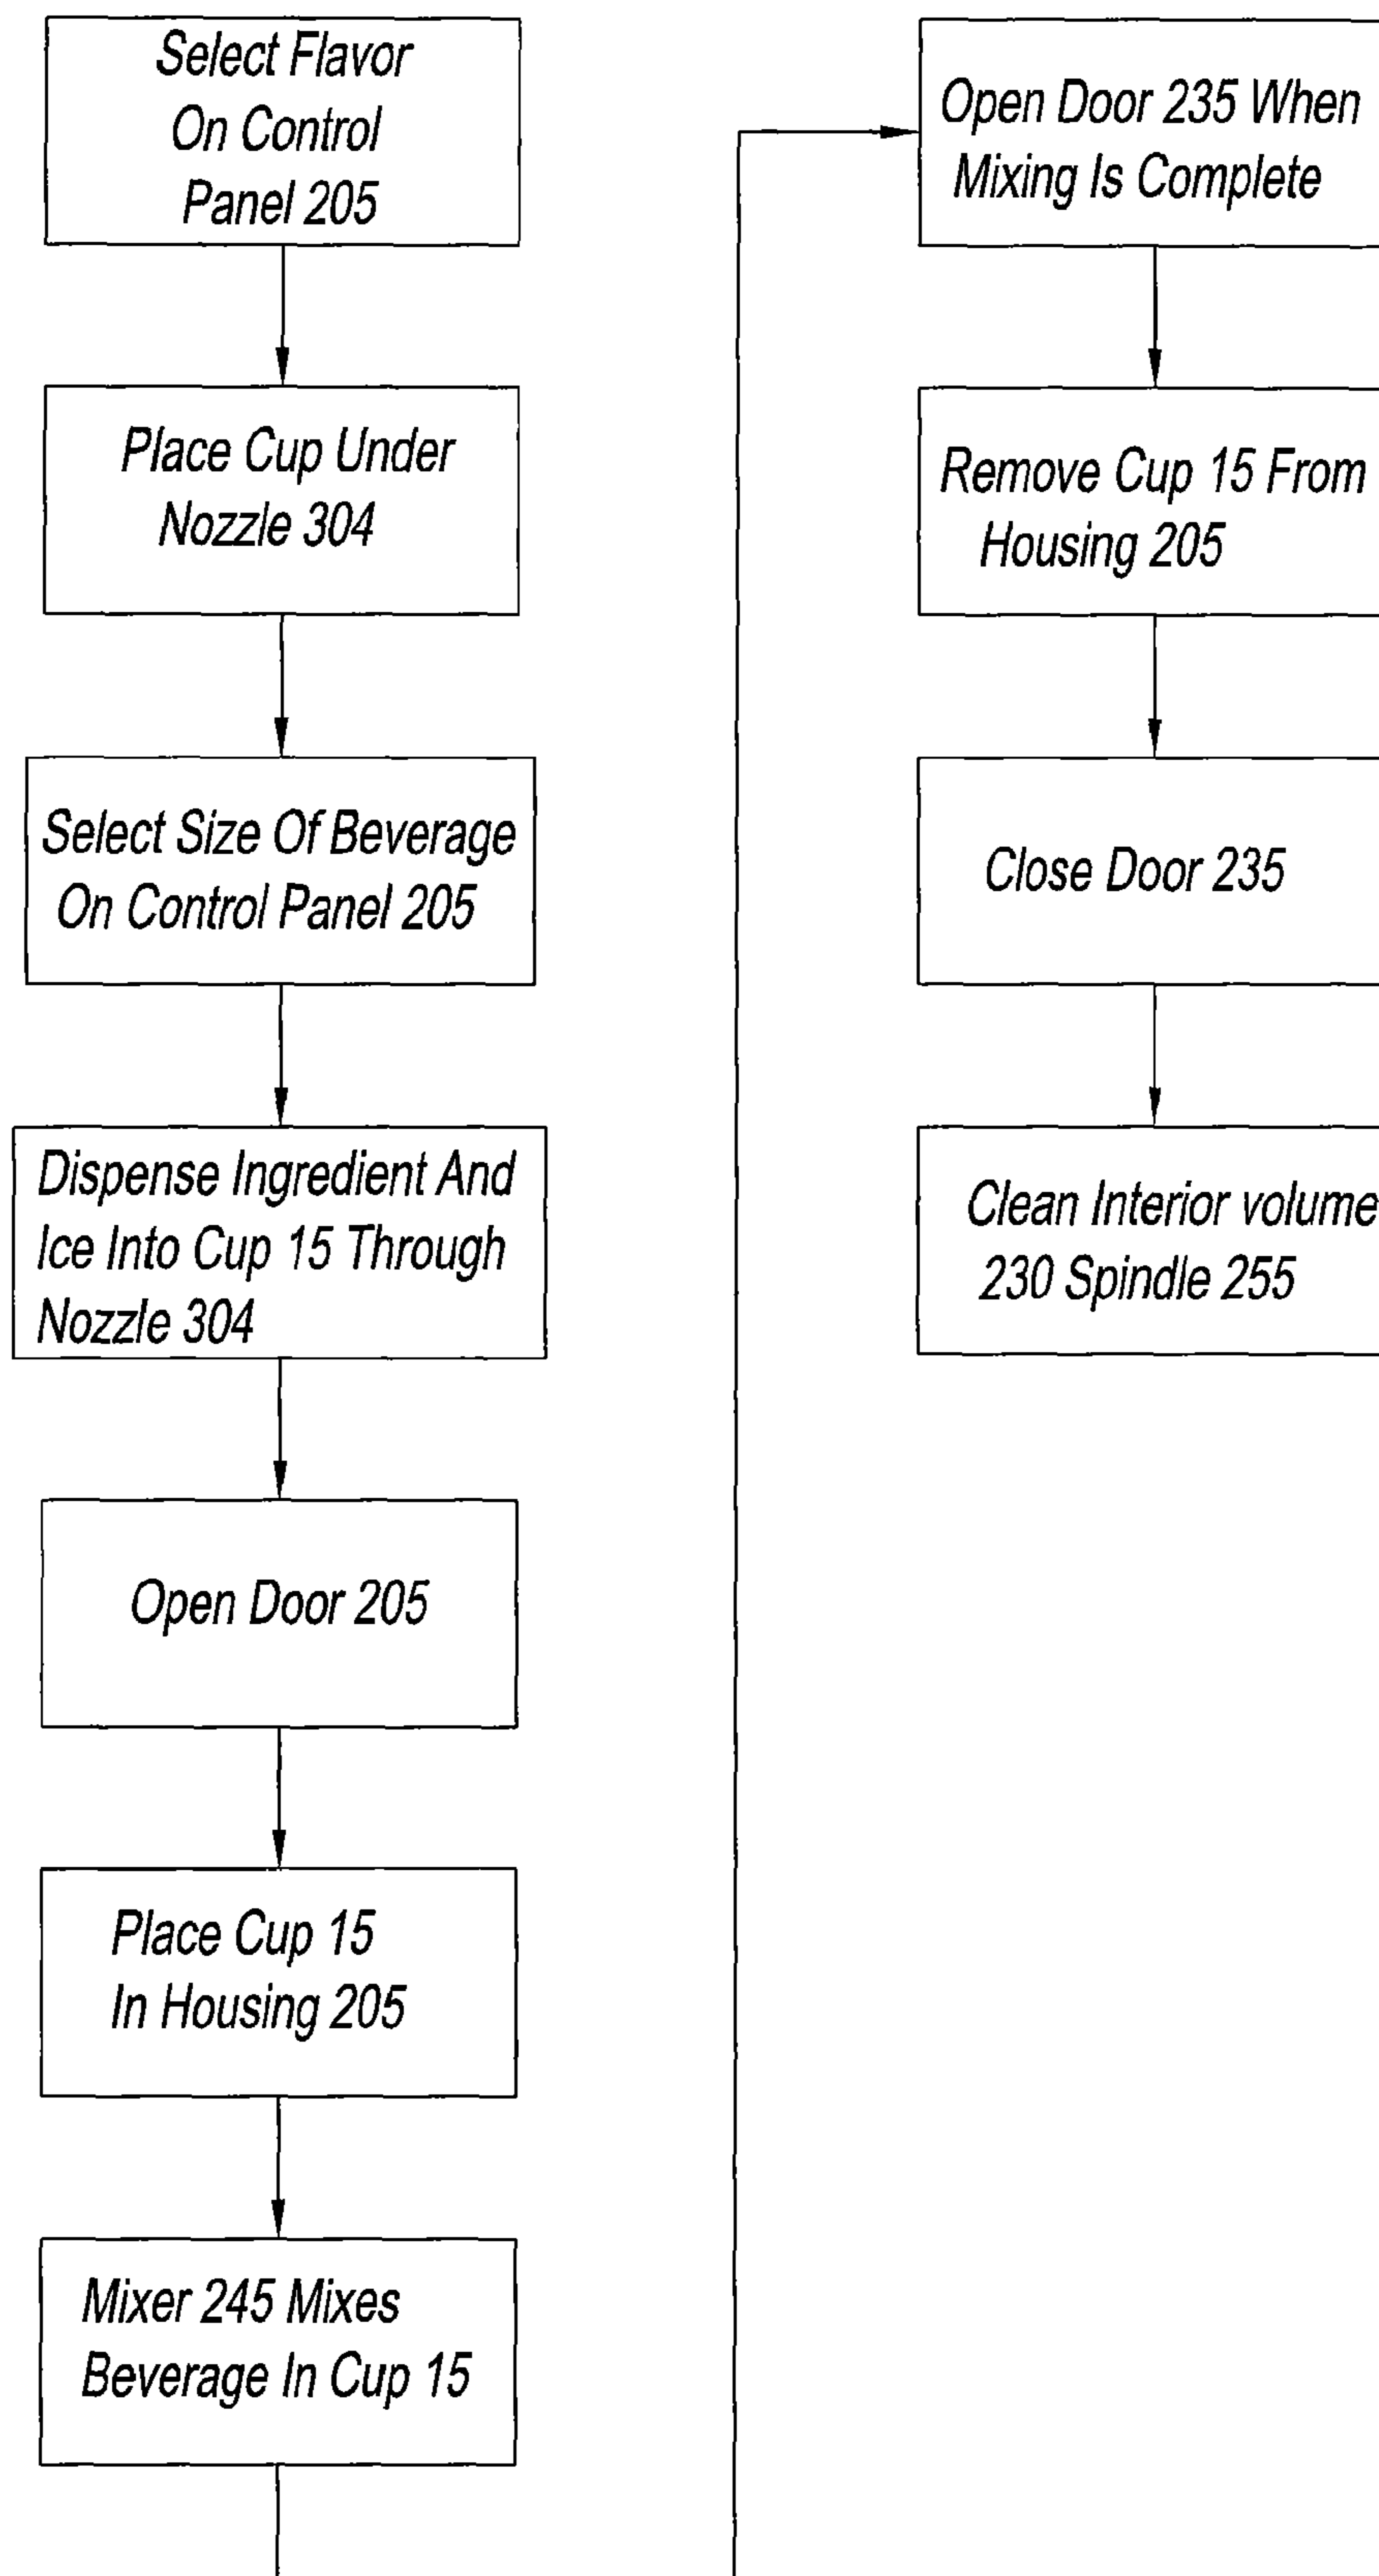 Select Flavor
On Control
Panel 205
Place Cup Under
Nozzle 304
Select Size Of Beverage
On Control Panel 205
Dispense Ingredient And
Ice Into Cup 15 Through
Nozzle 304
Open Door 205
Place Cup 15
In Housing 205
Mixer 245 Mixes
Beverage In Cup 15
Open Door 235 When
Mixing Is Complete
Remove Cup 15 From
Housing 205
Close Door 235
Clean Interior volume
230 Spindle 255